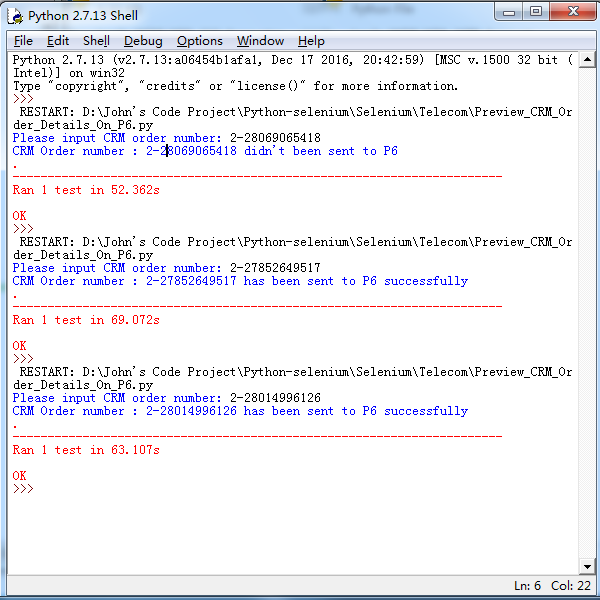 Python 2.7.13 Shell
File Edit Shell Debug Options Window Help
Python 2.7.13 (v2.7.13:a06454b1afa1, Dec 17 2016, 20:42:59) [MSC v.1500 32 bit (
Intel)] on win32
Type "copyright", "credits" or "license()" for more information.
>>>
RESTART: D:\John's Code Project\Python-selenium\Selenium\Telecom\Preview_CRM_Or
der_Details_On_P6.py
Please input CRM order number: 2-28069065418
CRM Order number : 2-28069065418 didn't been sent to P6
.
----------------------------------------------------------------------
Ran 1 test in 52.362s
OK
>>>
RESTART: D:\John's Code Project\Python-selenium\Selenium\Telecom\Preview_CRM_Or
der_Details_On_P6.py
Please input CRM order number: 2-27852649517
CRM Order number : 2-27852649517 has been sent to P6 successfully
.
----------------------------------------------------------------------
Ran 1 test in 69.072s
OK
>>>
RESTART: D:\John's Code Project\Python-selenium\Selenium\Telecom\Preview_CRM_Or
der_Details_On_P6.py
Please input CRM order number: 2-28014996126
CRM Order number : 2-28014996126 has been sent to P6 successfully
.
----------------------------------------------------------------------
Ran 1 test in 63.107s
OK
>>>
Ln: 6 Col: 22